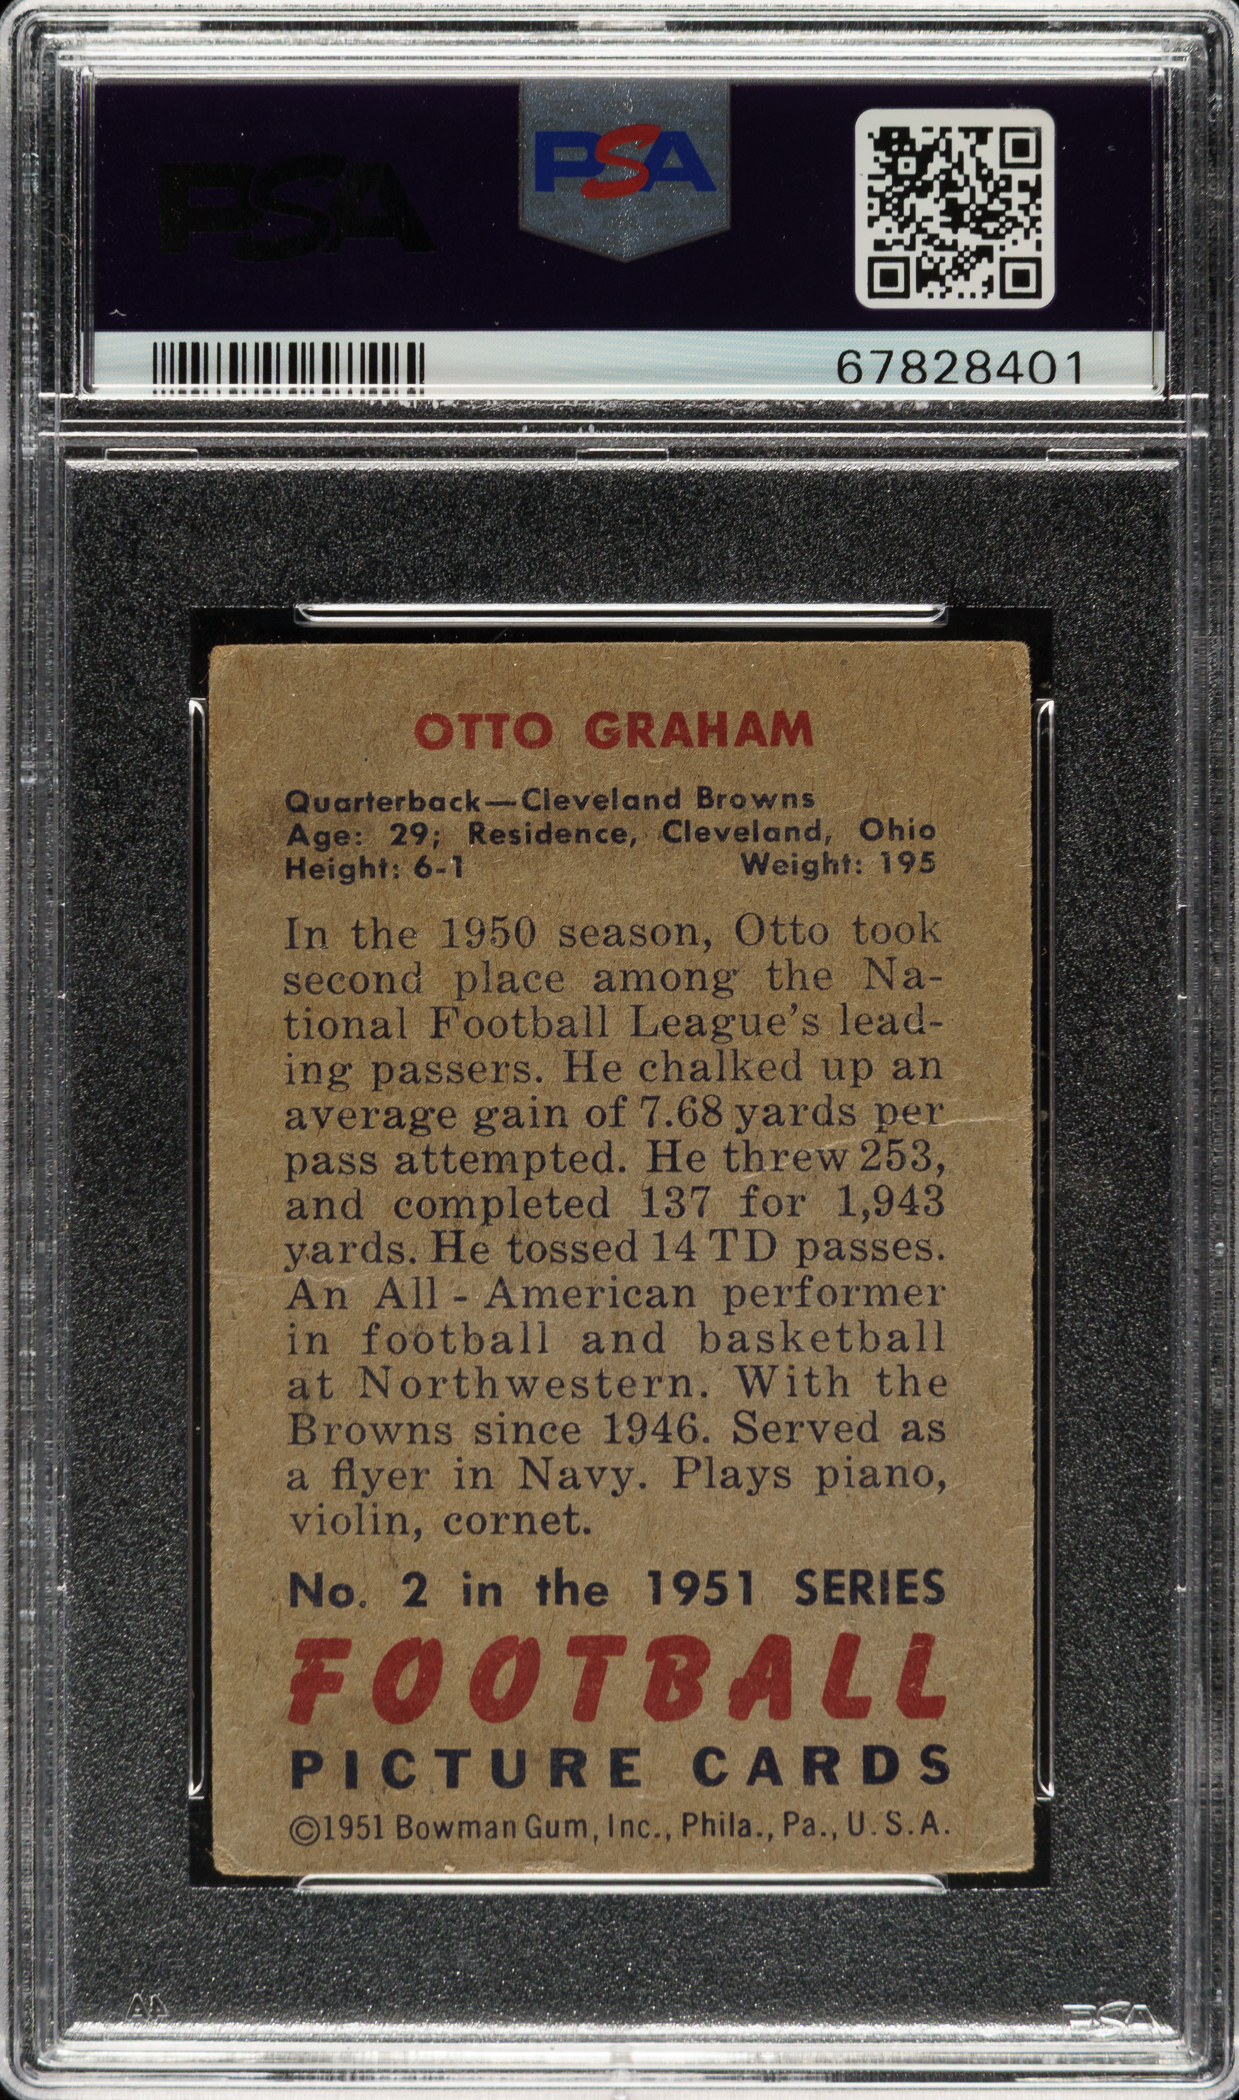 PSA
PSA
67828401
OTTO GRAHAM
Quarterback—Cleveland Browns
Age: 29; Residence, Cleveland, Ohio
Height: 6-1 Weight: 195
In the 1950 season, Otto took
second place among the Na-
tional Football League's lead-
ing passers. He chalked up an
average gain of 7.68 yards per
pass attempted. He threw 253,
and completed 137 for 1,943
yards. He tossed 14 TD passes.
An All - American performer
in football and basketball
at Northwestern. With the
Browns since 1946. Served as
a flyer in Navy. Plays piano,
violin, cornet.
No. 2 in the 1951 SERIES
FOOTBALL
PICTURE CARDS
©1951 Bowman Gum, Inc., Phila., Pa., U.S.A.
PSA